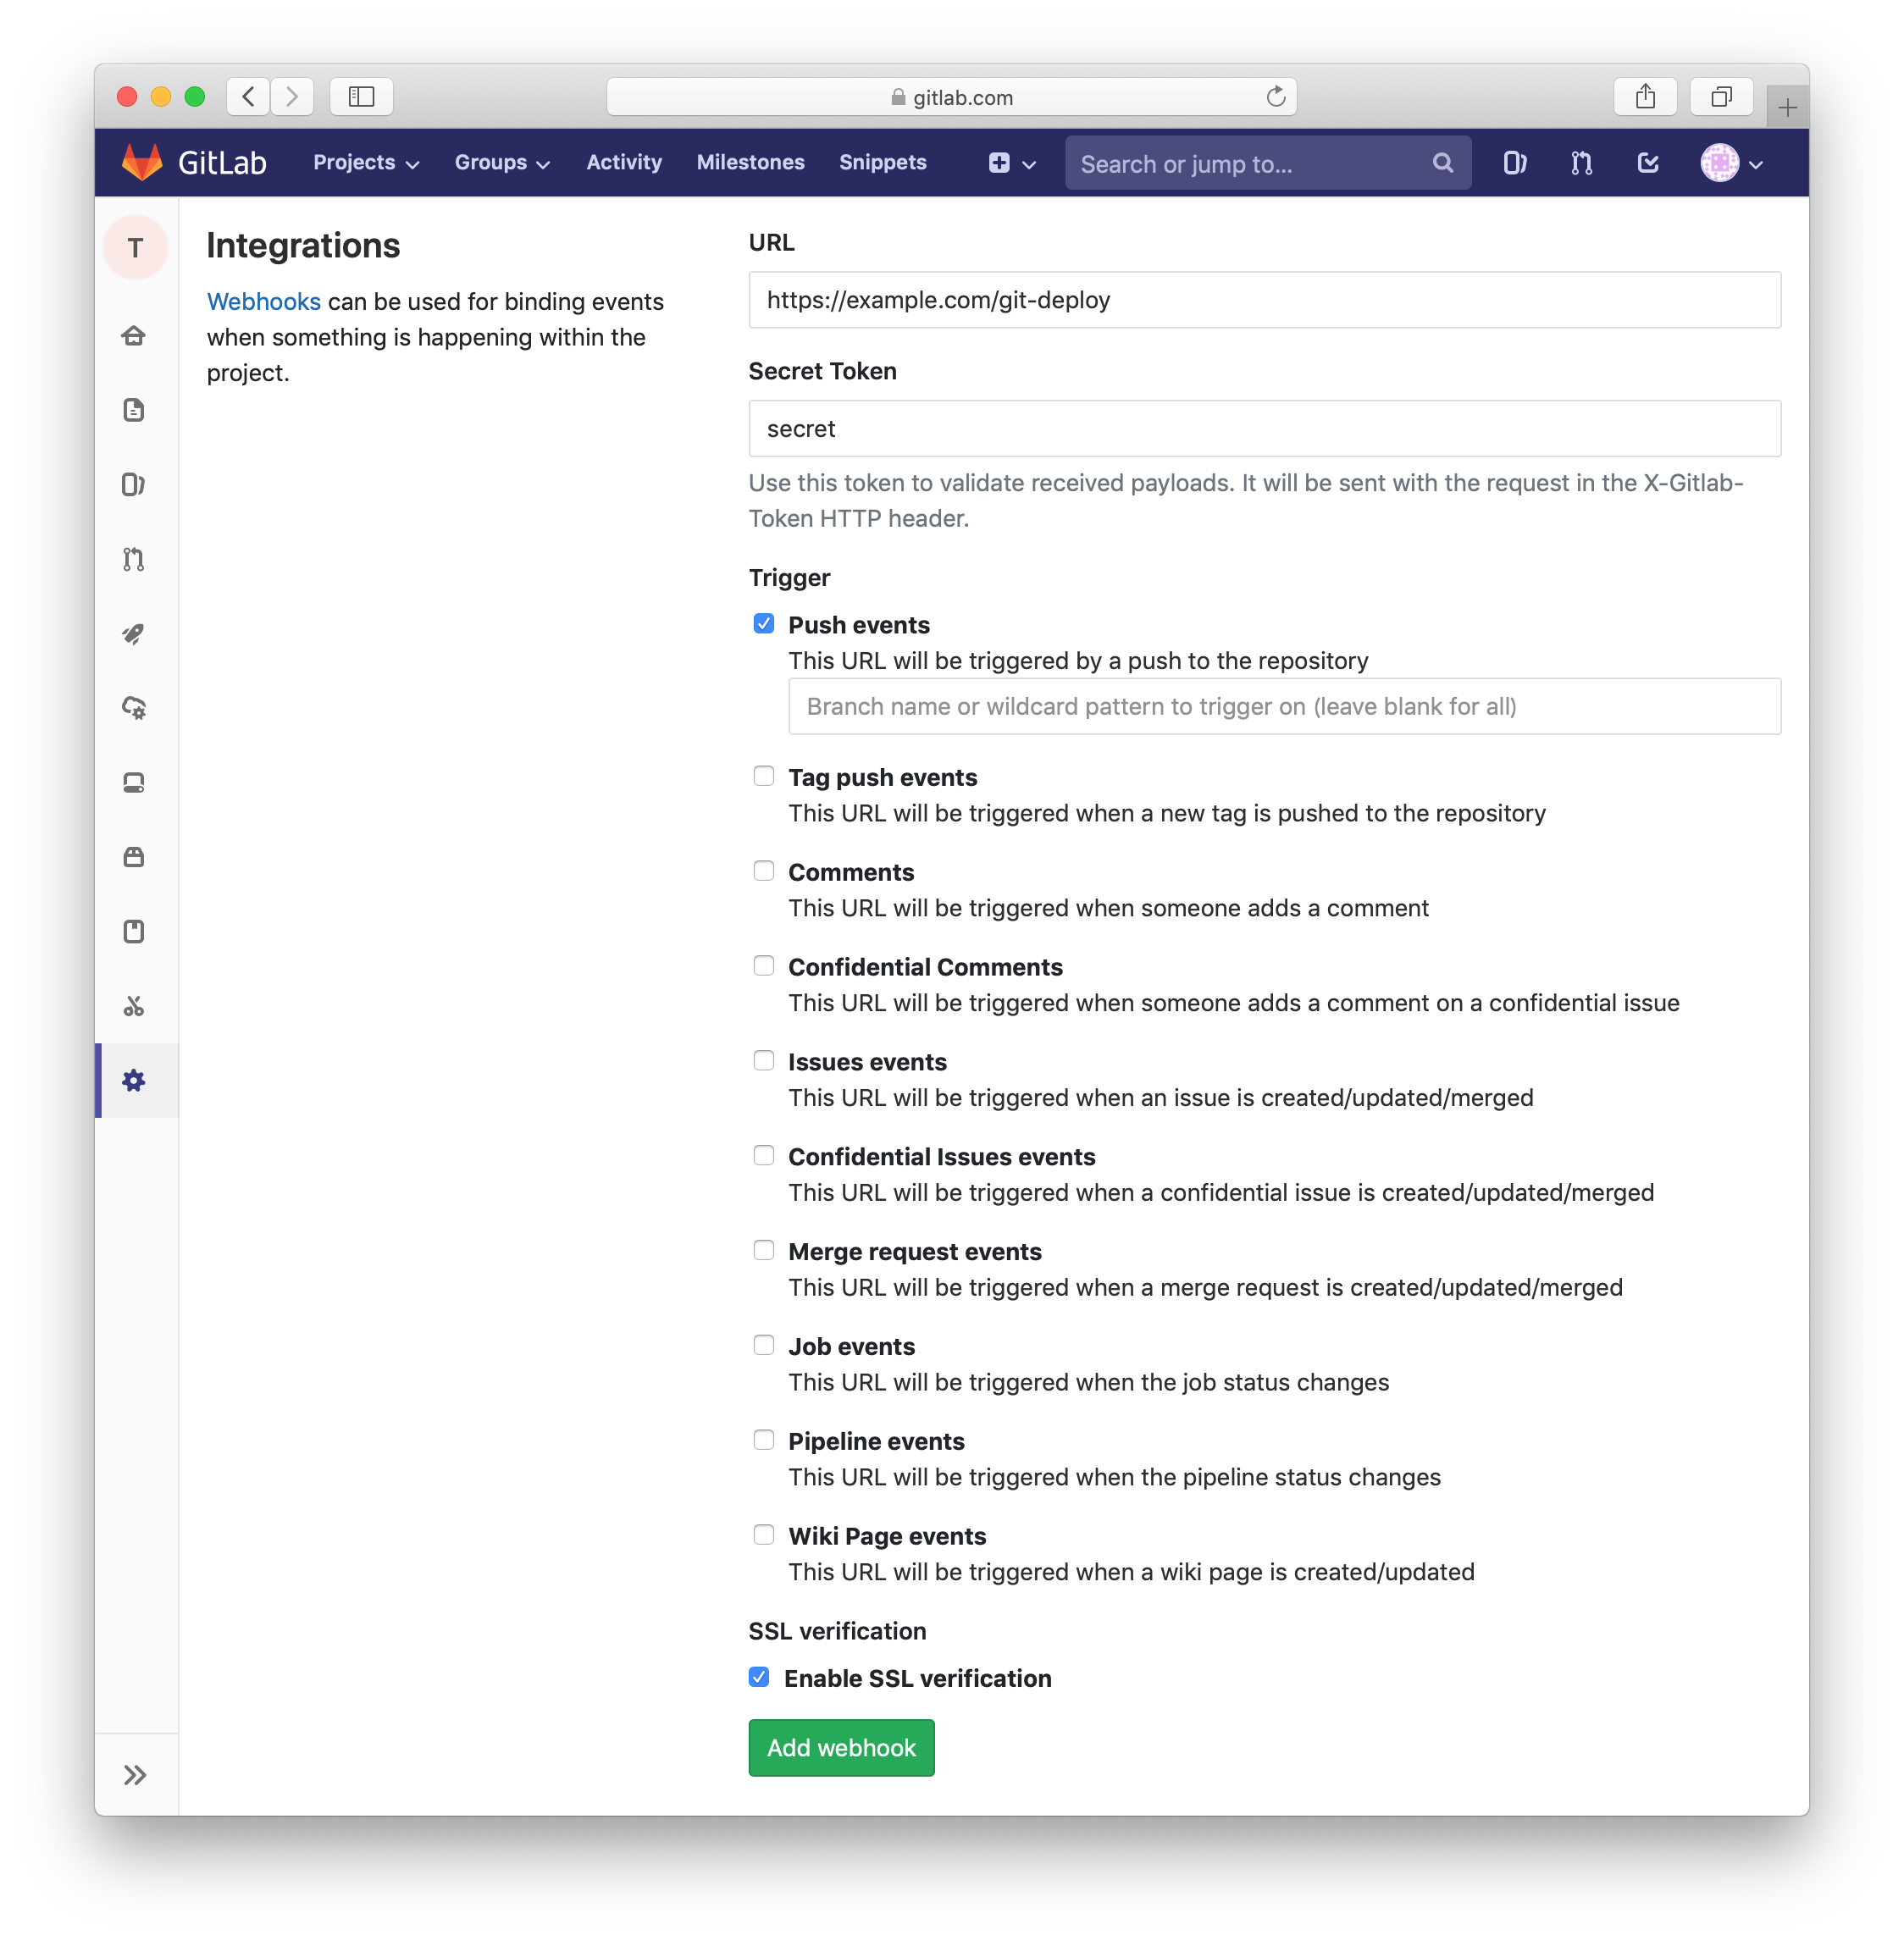 gitlab.com
GitLab Projects Groups Activity Milestones Snippets Search or jump to...
T
Integrations
Webhooks can be used for binding events
when something is happening within the
project.
URL
https://example.com/git-deploy
Secret Token
secret
Use this token to validate received payloads. It will be sent with the request in the X-Gitlab-
Token HTTP header.
Trigger
Push events
This URL will be triggered by a push to the repository
Branch name or wildcard pattern to trigger on (leave blank for all)
Tag push events
This URL will be triggered when a new tag is pushed to the repository
Comments
This URL will be triggered when someone adds a comment
Confidential Comments
This URL will be triggered when someone adds a comment on a confidential issue
Issues events
This URL will be triggered when an issue is created/updated/merged
Confidential Issues events
This URL will be triggered when a confidential issue is created/updated/merged
Merge request events
This URL will be triggered when a merge request is created/updated/merged
Job events
This URL will be triggered when the job status changes
Pipeline events
This URL will be triggered when the pipeline status changes
Wiki Page events
This URL will be triggered when a wiki page is created/updated
SSL verification
Enable SSL verification
Add webhook